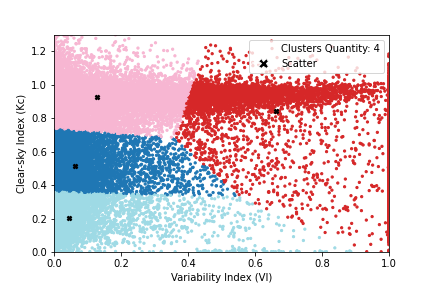 1.2
1.0
0.8
0.6
0.4
0.2
0.0
Clear-sky Index (Kc)
Clusters Quantity: 4
Scatter
0.0 0.2 0.4 0.6 0.8 1.0
Variability Index (VI)